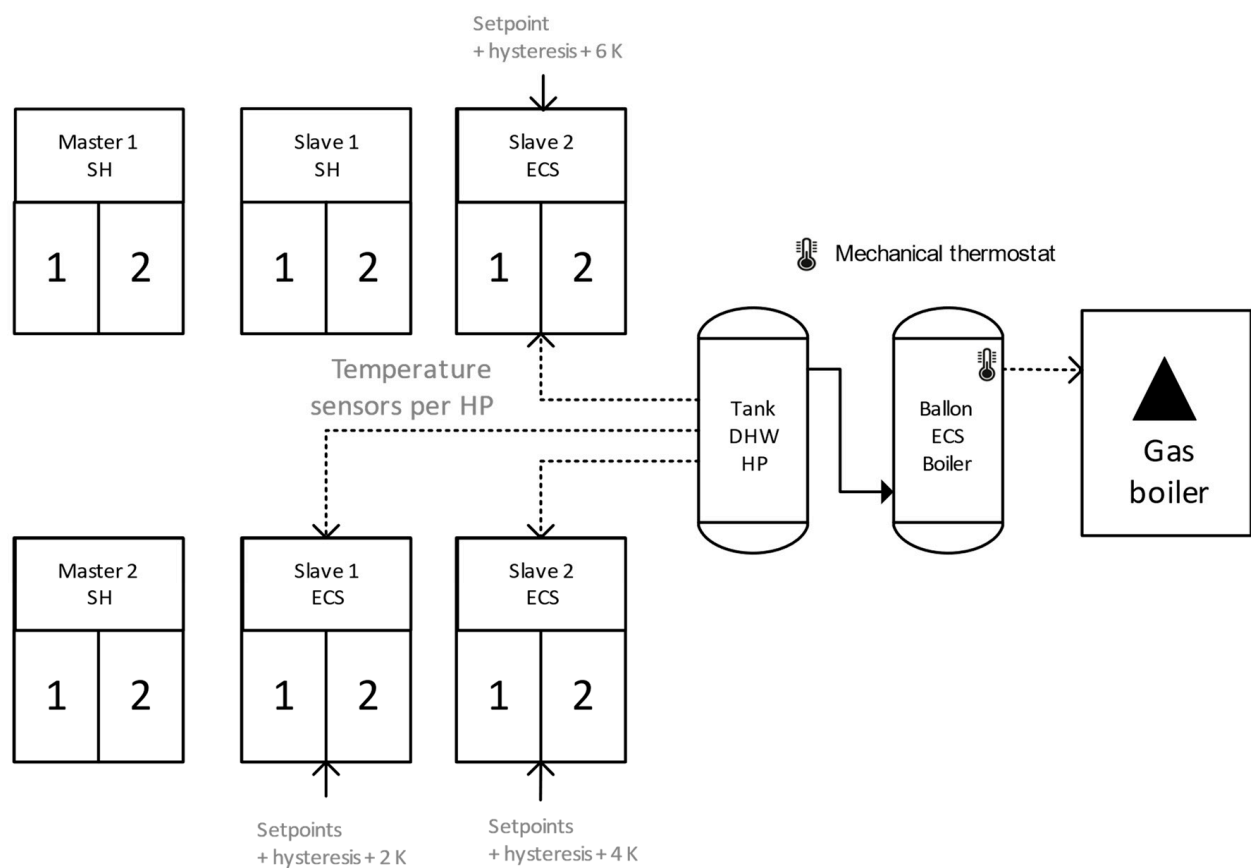 Setpoint
+ hysteresis + 6 K
Master 1
SH
1
2
Slave 1
SH
1
2
Slave 2
ECS
1
2
Mechanical thermostat
Temperature
sensors per HP
Tank
DHW
HP
Ballon
ECS
Boiler
Gas
boiler
Master 2
SH
1
2
Slave 1
ECS
1
2
Slave 2
ECS
1
2
Setpoints
+ hysteresis + 2 K
Setpoints
+ hysteresis + 4 K